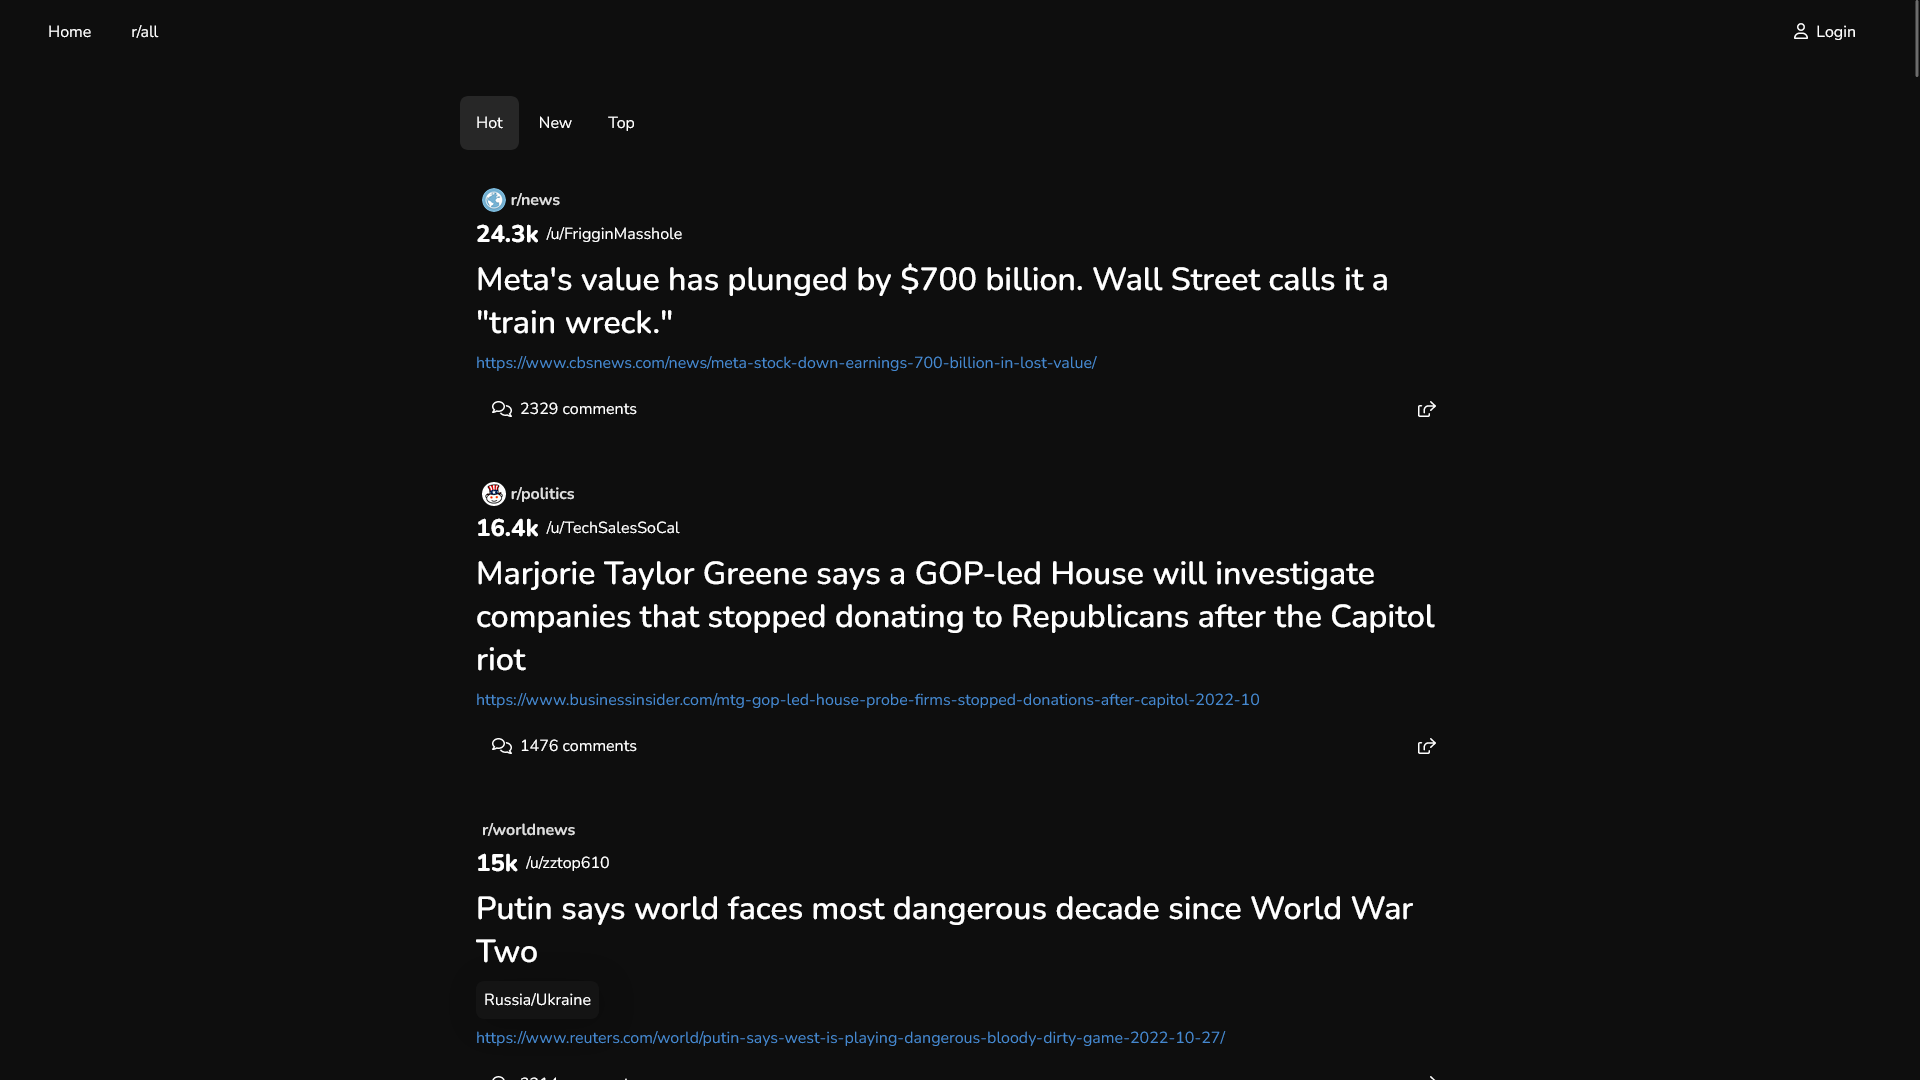 Home
r/all
Login
Hot
New
Top
r/news
24.3k /u/FrigginMasshole
Meta's value has plunged by $700 billion. Wall Street calls it a
"train wreck."
https://www.cbsnews.com/news/meta-stock-down-earnings-700-billion-in-lost-value/
2329 comments
r/politics
16.4k /u/TechSalesSoCal
Marjorie Taylor Greene says a GOP-led House will investigate
companies that stopped donating to Republicans after the Capitol
riot
https://www.businessinsider.com/mtg-gop-led-house-probe-firms-stopped-donations-after-capitol-2022-10
1476 comments
r/worldnews
15k /u/zztop610
Putin says world faces most dangerous decade since World War
Two
Russia/Ukraine
https://www.reuters.com/world/putin-says-west-is-playing-dangerous-bloody-dirty-game-2022-10-27/